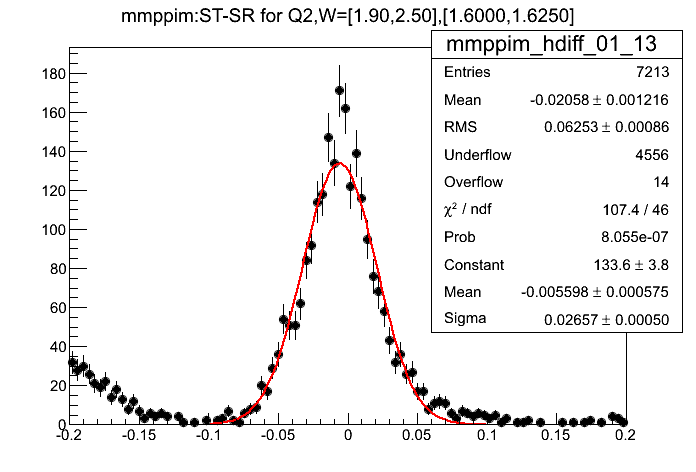 mmppim:ST-SR for Q2,W=[1.90,2.50],[1.6000,1.6250]
mmppim_hdiff_01_13
Entries 7213
Mean -0.02058 ± 0.001216
RMS 0.06253 ± 0.00086
Underflow 4556
Overflow 14
χ² / ndf 107.4 / 46
Prob 8.055e-07
Constant 133.6 ± 3.8
Mean -0.005598 ± 0.000575
Sigma 0.02657 ± 0.00050
180
160
140
120
100
80
60
40
20
0
-0.2 -0.15 -0.1 -0.05 0 0.05 0.1 0.15 0.2